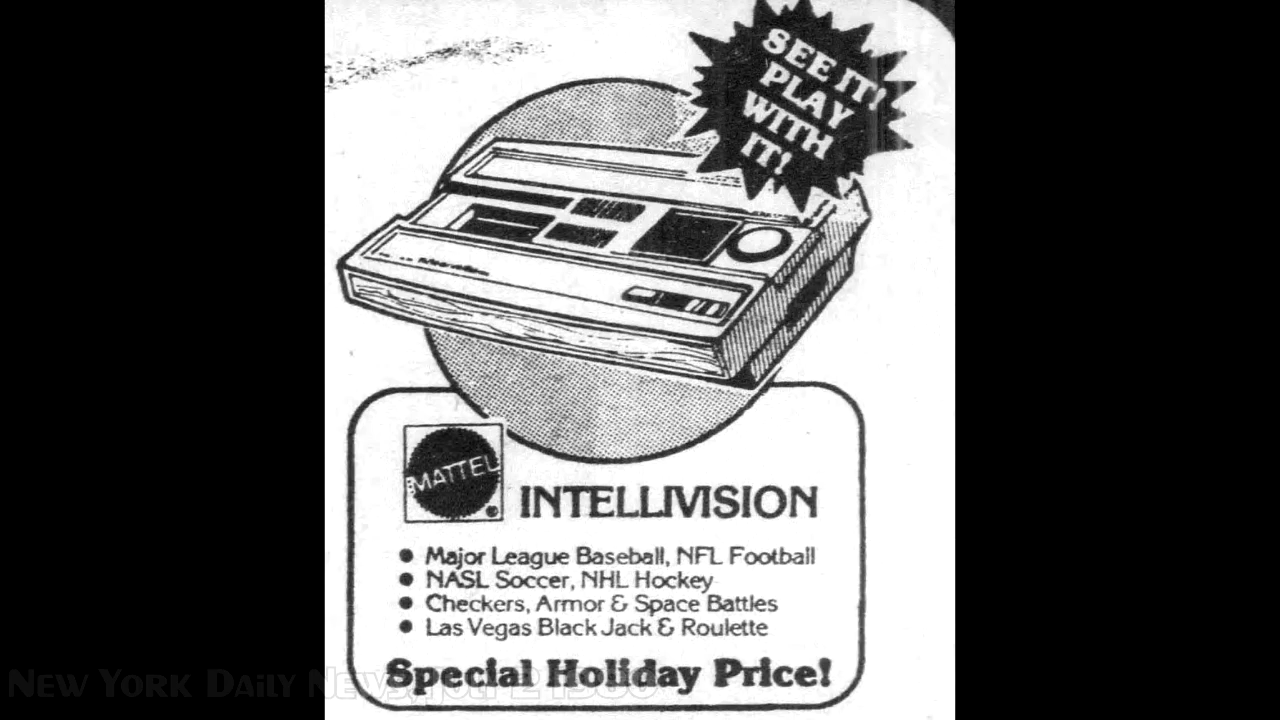 SEE IT!
PLAY
WITH
IT!
MATTEL
®
INTELLIVISION
● Major League Baseball, NFL Football
● NASL Soccer, NHL Hockey
● Checkers, Armor & Space Battles
● Las Vegas Black Jack & Roulette
Special Holiday Price!
New York Daily News,